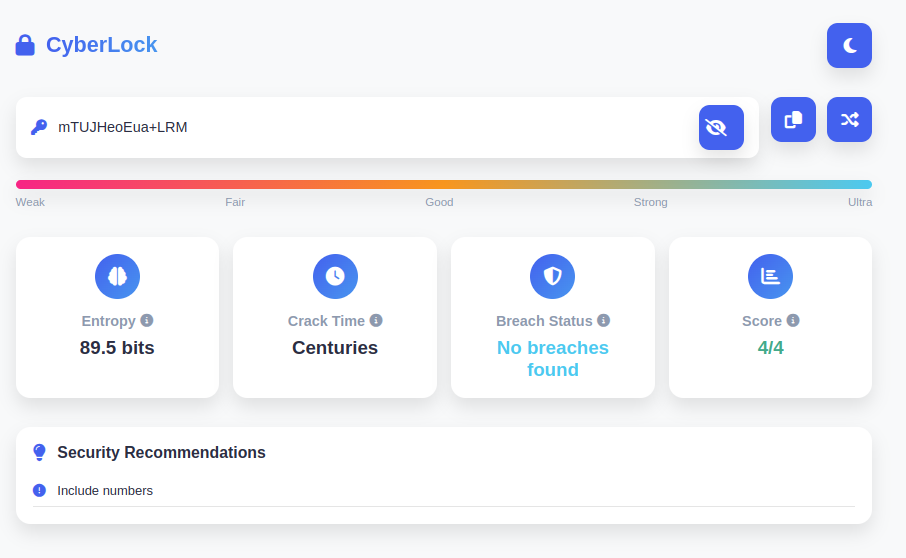 CyberLock
mTUJHeoEua+LRM
Weak Fair Good Strong Ultra
Entropy
89.5 bits
Crack Time
Centuries
Breach Status
No breaches
found
Score
4/4
Security Recommendations
Include numbers